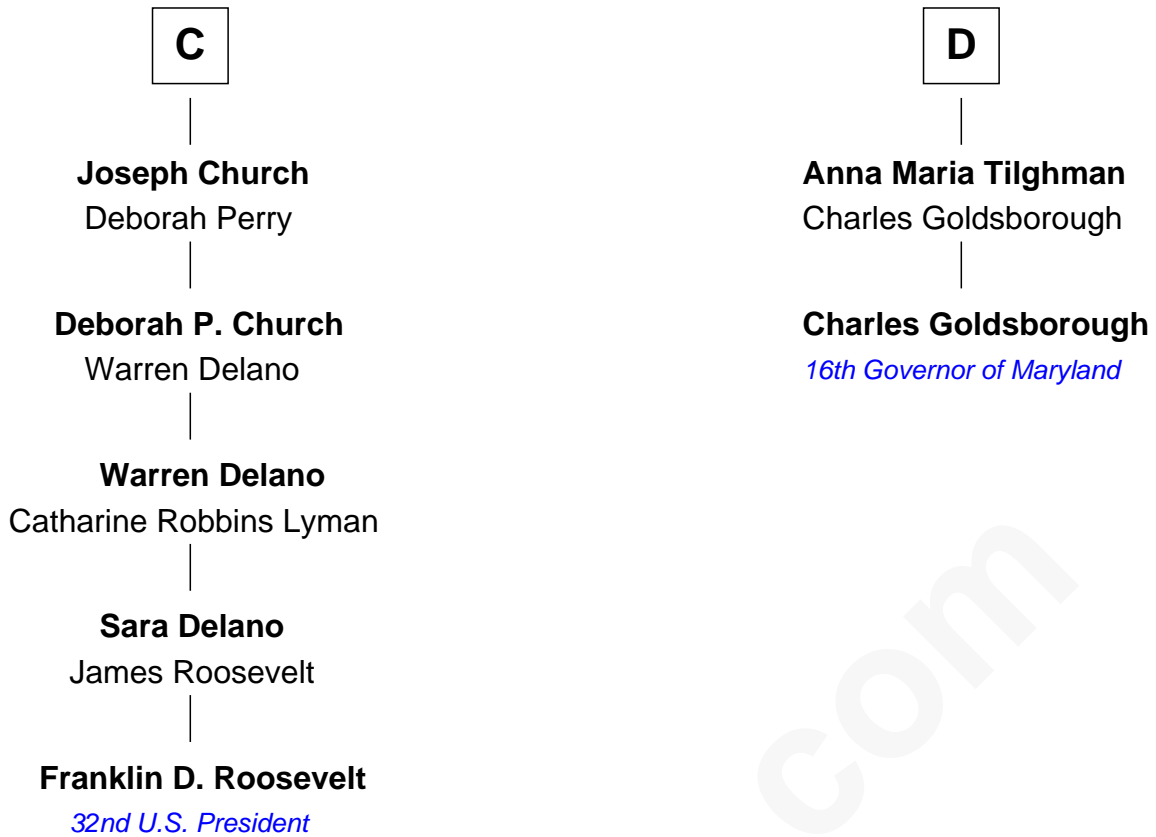 C
Joseph Church
Deborah Perry
Deborah P. Church
Warren Delano
Warren Delano
Catharine Robbins Lyman
Sara Delano
James Roosevelt
Franklin D. Roosevelt
32nd U.S. President
D
Anna Maria Tilghman
Charles Goldsborough
Charles Goldsborough
16th Governor of Maryland
com